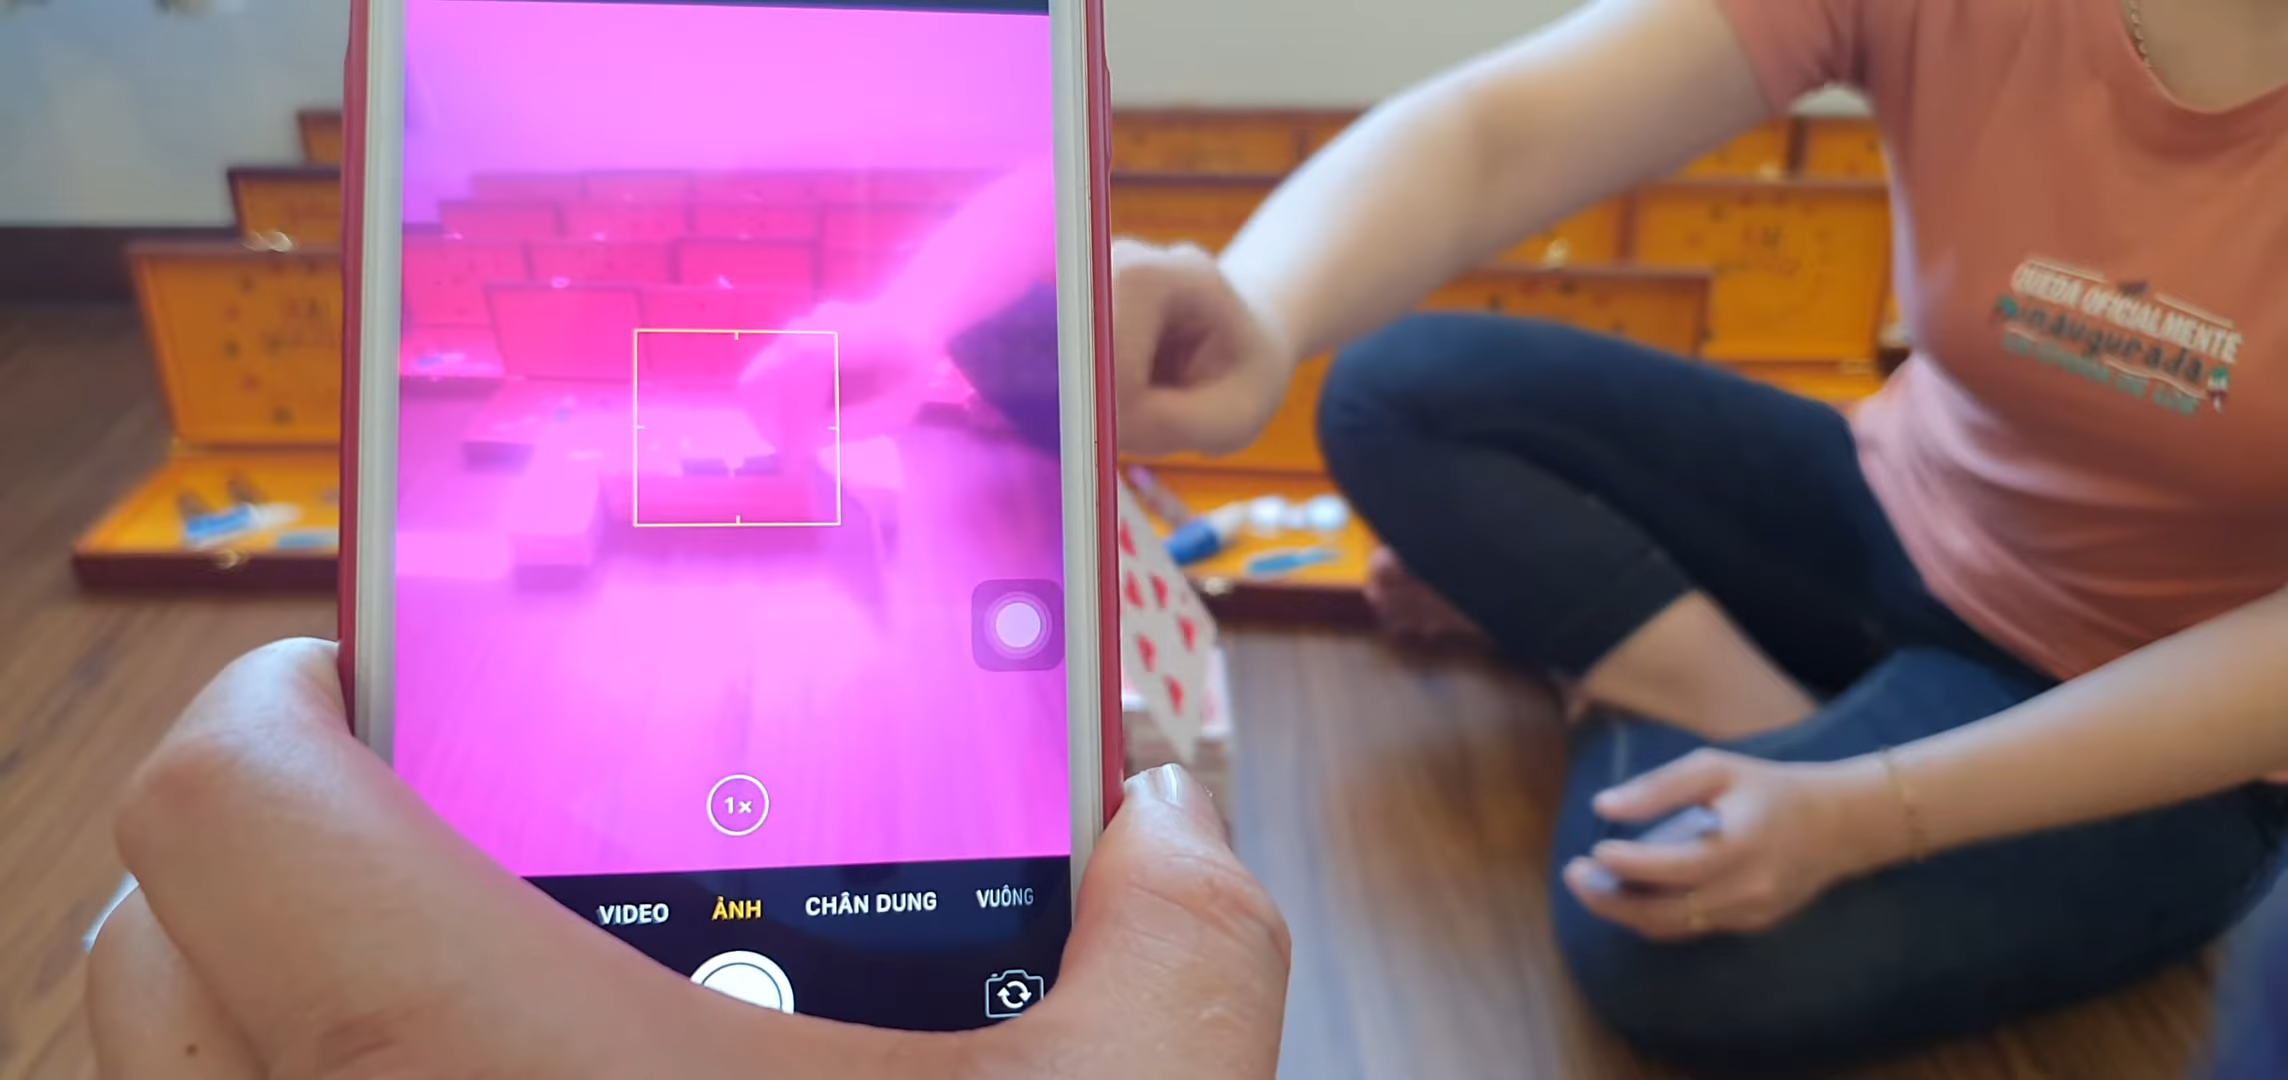 QUEDA OFICIALMENTE
inaugurada
1×
VIDEO ẢNH CHÂN DUNG VUÔNG